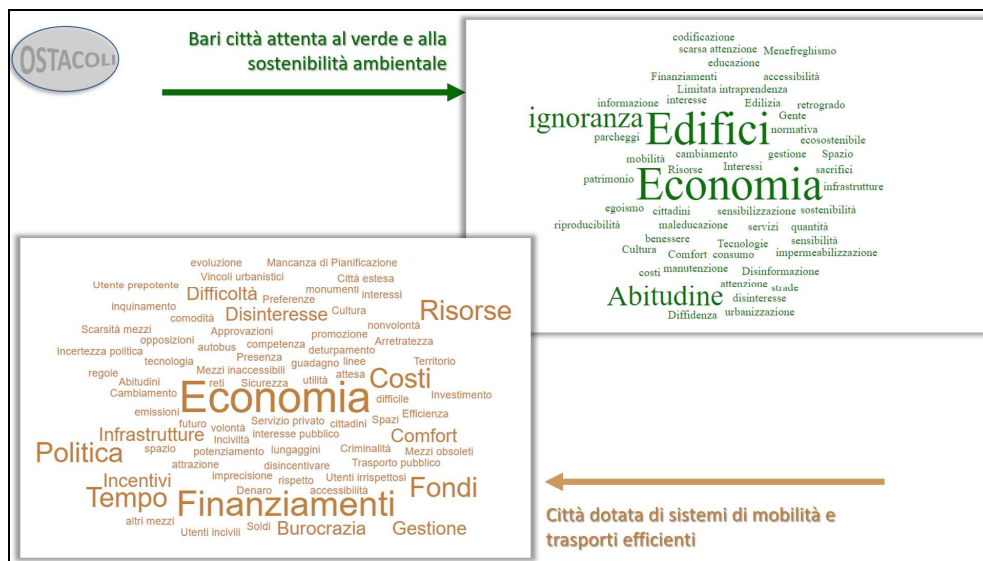 OSTACOLI
Bari città attenta al verde e alla
sostenibilità ambientale
codificazione
scarsa attenzione Menefreghismo
educazione
Finanziamenti accessibilità
Limitata intraprendenza
informazione interesse Edilizia retrogrado
ignoranza Edifici Gente
parcheggi normativa
ecosostenibile
mobilità cambiamento gestione Spazio
Risorse Interessi sacrifici
patrimonio Economia infrastrutture
egoismo cittadini sensibilizzazione sostenibilità
riproducibilità maleducazione servizi quantità
benessere Tecnologie sensibilità
Cultura Comfort consumo impermeabilizzazione
costi manutenzione Disinformazione
attenzione strade
Abitudine disinteresse
Diffidenza urbanizzazione
evoluzione Mancanza di Pianificazione
Vincoli urbanistici Città estesa
Utente prepotente Difficoltà monumenti interessi
Preferenze Risorse
inquinamento comodità Disinteresse Cultura
Scarsità mezzi Approvazioni promozione nonvolontà
opposizioni autobus competenza deturpamento Arretratezza
Incertezza politica Presenza guadagno linee
tecnologia Territorio
regole Mezzi inaccessibili attesa Costi
Abitudini reti Sicurezza utilità
Cambiamento Economia difficile Investimento
emissioni Efficienza
futuro volontà Servizio privato cittadini Spazi
Infrastrutture Inciviltà interesse pubblico Comfort
Politica spazio potenziamento lungaggini Criminalità Mezzi obsoleti
attrazione disincentivare Trasporto pubblico
Incentivi imprecisione rispetto Utenti irrispettosi Fondi
Tempo Denaro accessibilità
Finanziamenti
altri mezzi Utenti incivili Soldi Burocrazia Gestione
Città dotata di sistemi di mobilità e
trasporti efficienti